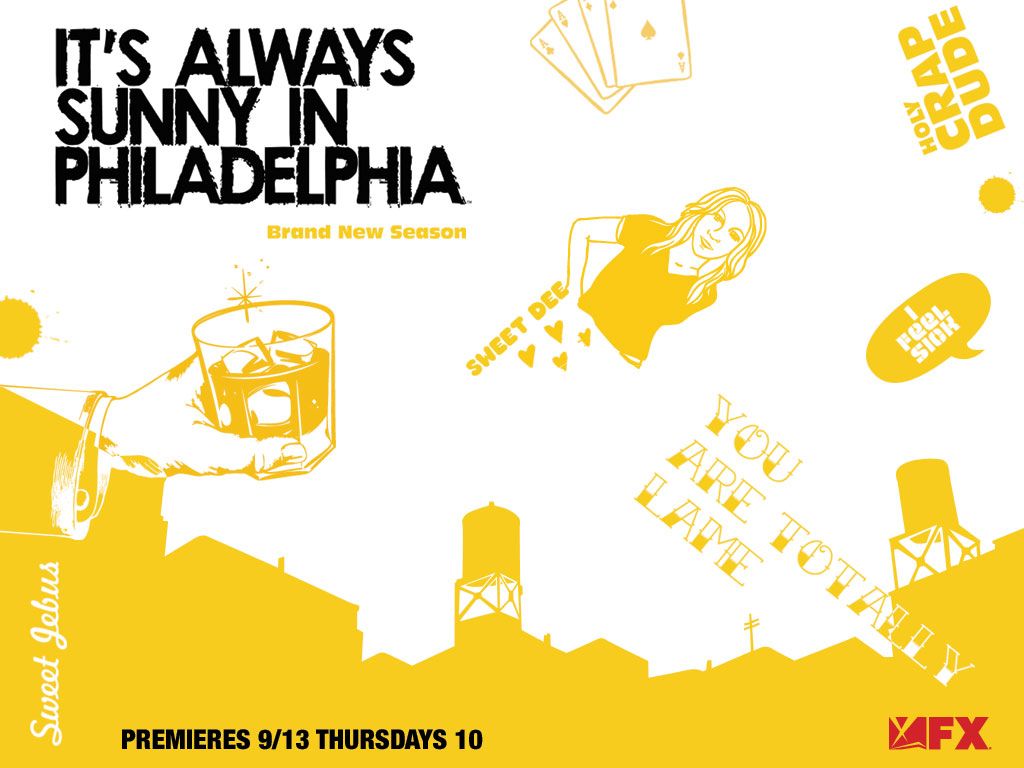 IT'S ALWAYS
SUNNY IN
PHILADELPHIA
TM
Brand New Season
A
A
HOLY
CRAP
DUDE
SWEET DEE
I
FEEL
SICK
YOU
ARE TOTALLY
LAME
Sweet Jebus
PREMIERES 9/13 THURSDAYS 10
FX